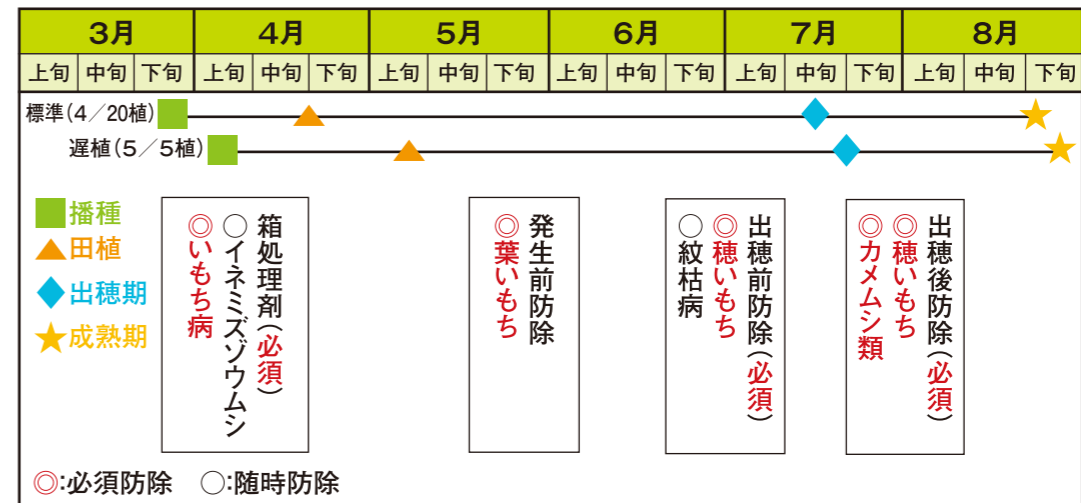 3月 4月 5月 6月 7月 8月
上旬 中旬 下旬 上旬 中旬 下旬 上旬 中旬 下旬 上旬 中旬 下旬 上旬 中旬 下旬 上旬 中旬 下旬
標準(4/20植)
遅植(5/5植)
播種
田植
出穂期
成熟期
箱処理剤(必須)
○イネミズゾウムシ
◎いもち病
発生前防除
◎葉いもち
出穂前防除(必須)
◎穂いもち
○紋枯病
出穂後防除(必須)
◎穂いもち
◎カメムシ類
◎:必須防除 ○:随時防除